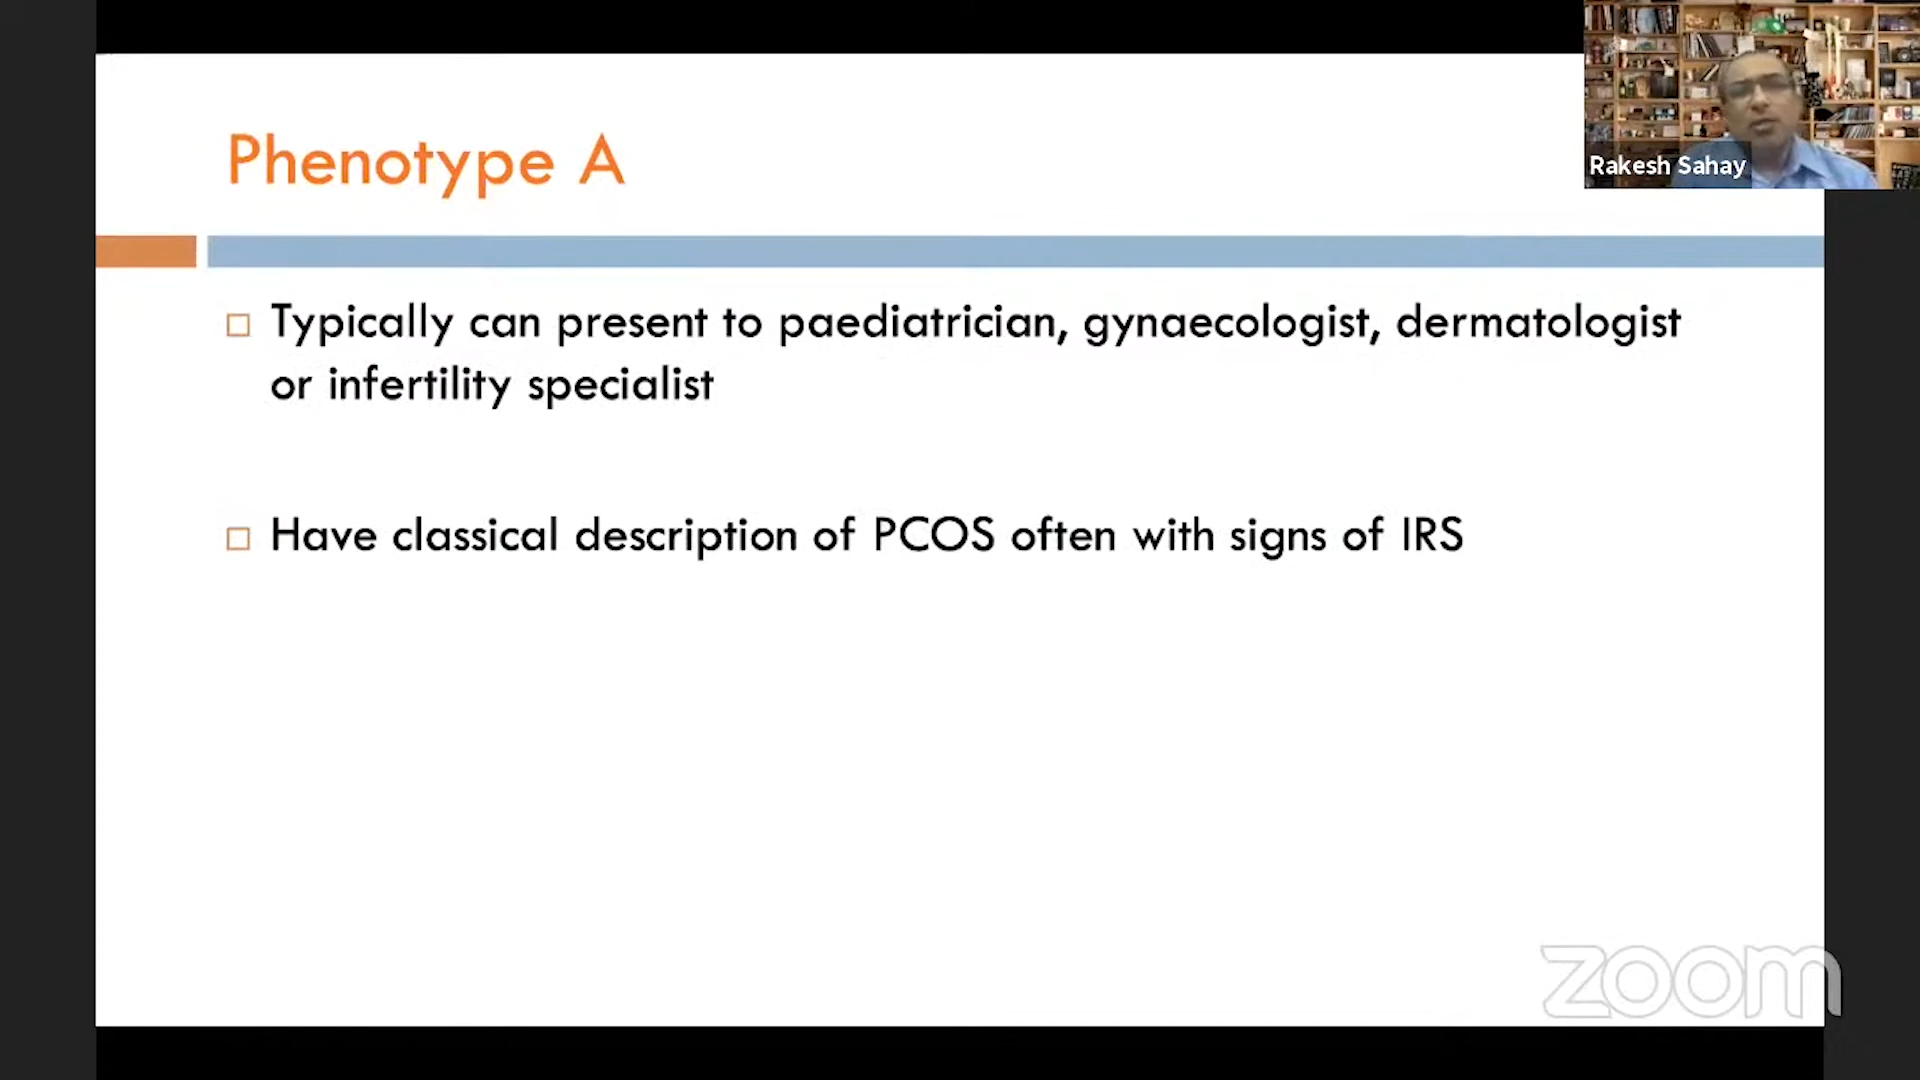 Rakesh Sahay
Phenotype A
Typically can present to paediatrician, gynaecologist, dermatologist
or infertility specialist
Have classical description of PCOS often with signs of IRS
zoom